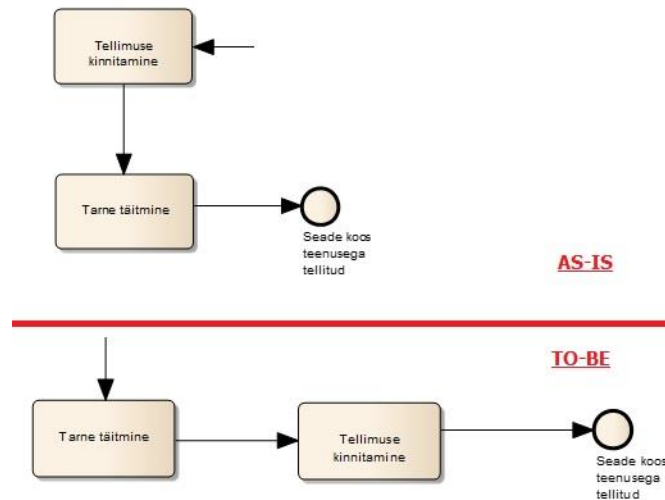 Tellimuse
kinnitamine
Tarne täitmine
Seade koos
teenusega
tellitud
AS-IS
TO-BE
Tarne täitmine
Tellimuse
kinnitamine
Seade koos
teenusega
tellitud